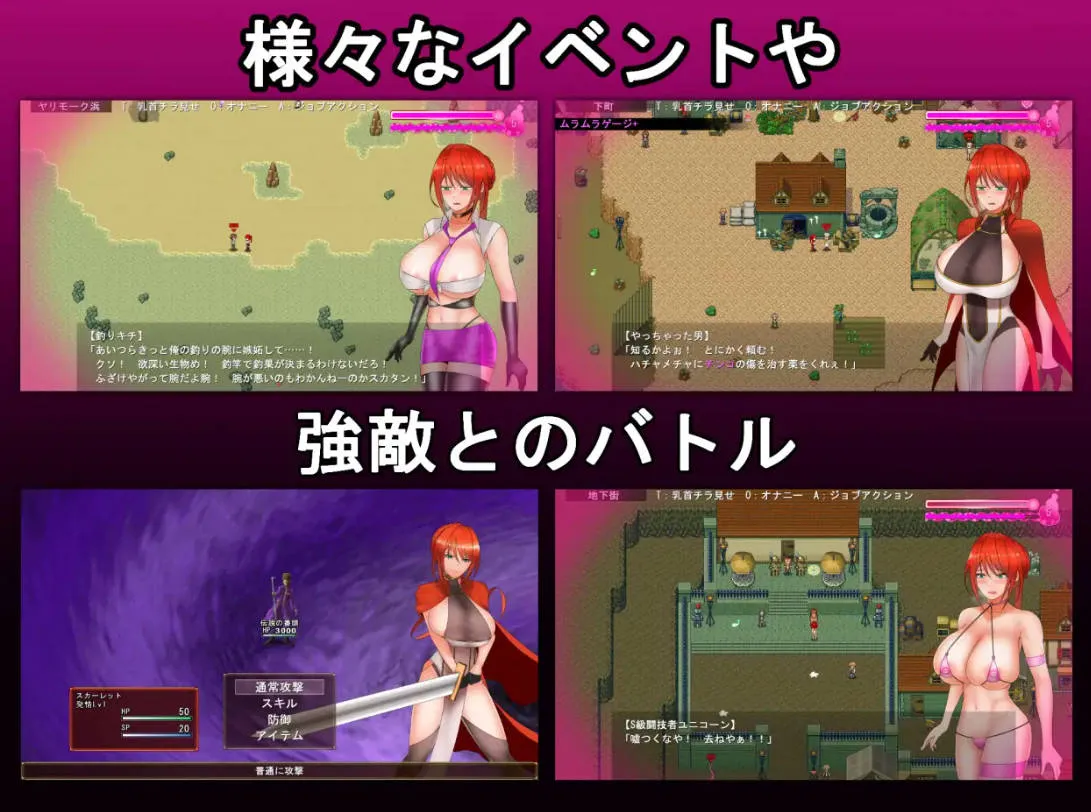 様々なイベントや
ヤリモーク浜 T：乳首チラ見せ O：オナニー A：ジョブアクション
【釣りキチ】
「あいつらきっと俺の釣りの腕に嫉妬して……！
クソ！ 欲深い生物め！ 釣竿で釣果が決まるわけないだろ！
ふざけやがって腕だよ腕！ 腕が悪いのもわかんねーのかスカタン！」
下町 T：乳首チラ見せ O：オナニー A：ジョブアクション
ムラムラゲージ+
【やっちゃった男】
「知るかよぉ！ とにかく頼む！
ハチャメチャにチンコの傷を治す薬をくれぇ！」
強敵とのバトル
伝説の番頭
HP 3000
スカーレット
発情Lv1
HP 50
SP 20
通常攻撃
スキル
防御
アイテム
普通に攻撃
地下街 T：乳首チラ見せ O：オナニー A：ジョブアクション
【S級闘技者ユニコーン】
「嘘つくなや！ 去ねやぁ！！」